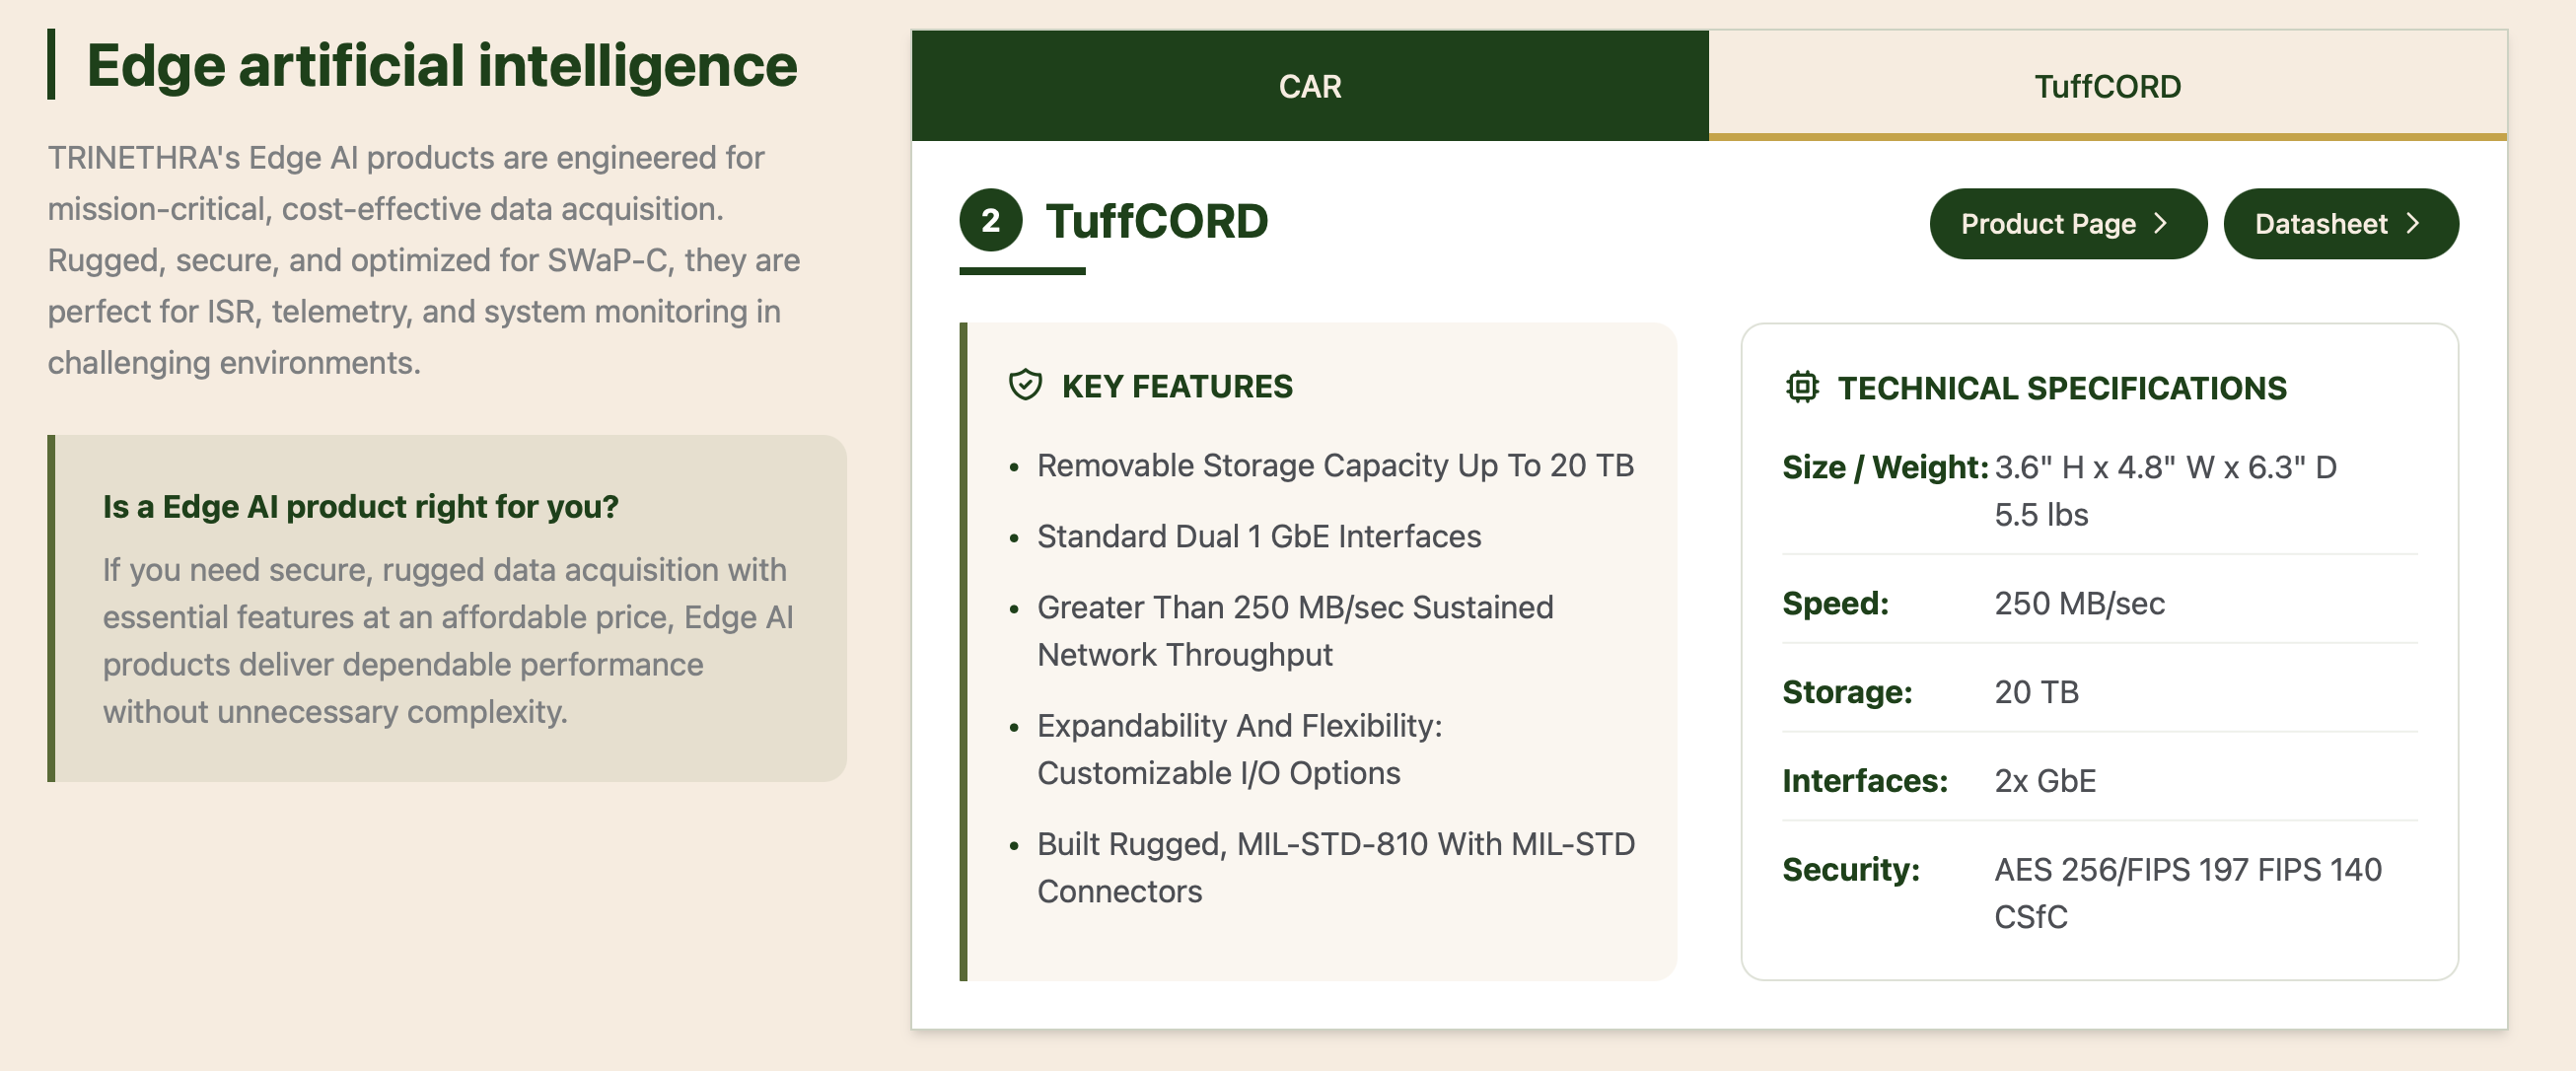 Edge artificial intelligence
TRINETHRA's Edge AI products are engineered for
mission-critical, cost-effective data acquisition.
Rugged, secure, and optimized for SWaP-C, they are
perfect for ISR, telemetry, and system monitoring in
challenging environments.
Is a Edge AI product right for you?
If you need secure, rugged data acquisition with
essential features at an affordable price, Edge AI
products deliver dependable performance
without unnecessary complexity.
CAR
TuffCORD
2 TuffCORD
Product Page
Datasheet
KEY FEATURES
• Removable Storage Capacity Up To 20 TB
• Standard Dual 1 GbE Interfaces
• Greater Than 250 MB/sec Sustained
Network Throughput
• Expandability And Flexibility:
Customizable I/O Options
• Built Rugged, MIL-STD-810 With MIL-STD
Connectors
TECHNICAL SPECIFICATIONS
Size / Weight: 3.6" H x 4.8" W x 6.3" D
5.5 lbs
Speed: 250 MB/sec
Storage: 20 TB
Interfaces: 2x GbE
Security: AES 256/FIPS 197 FIPS 140
CSfC